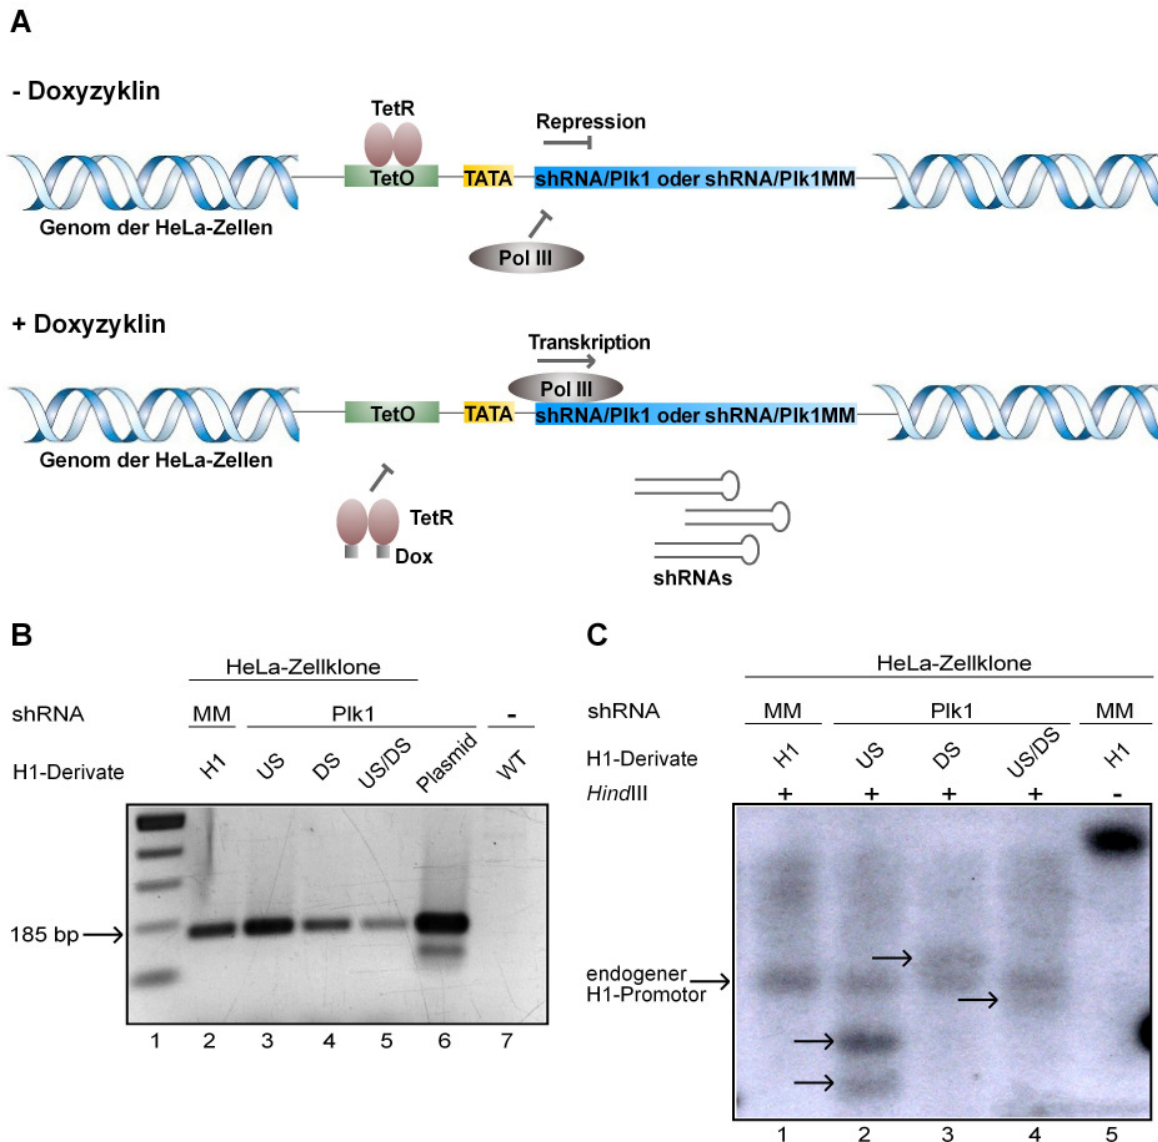 A
- Doxyzyklin
TetR
Repression
TetO
TATA
shRNA/Plk1 oder shRNA/Plk1MM
Genom der HeLa-Zellen
Pol III
+ Doxyzyklin
Transkription
Pol III
TetO
TATA
shRNA/Plk1 oder shRNA/Plk1MM
Genom der HeLa-Zellen
TetR
Dox
shRNAs
B
HeLa-Zellklone
shRNA MM Plk1 -
H1-Derivate H1 US DS US/DS Plasmid WT
185 bp
1 2 3 4 5 6 7
C
HeLa-Zellklone
shRNA MM Plk1 MM
H1-Derivate H1 US DS US/DS H1
HindIII + + + + -
endogener
H1-Promotor
1 2 3 4 5